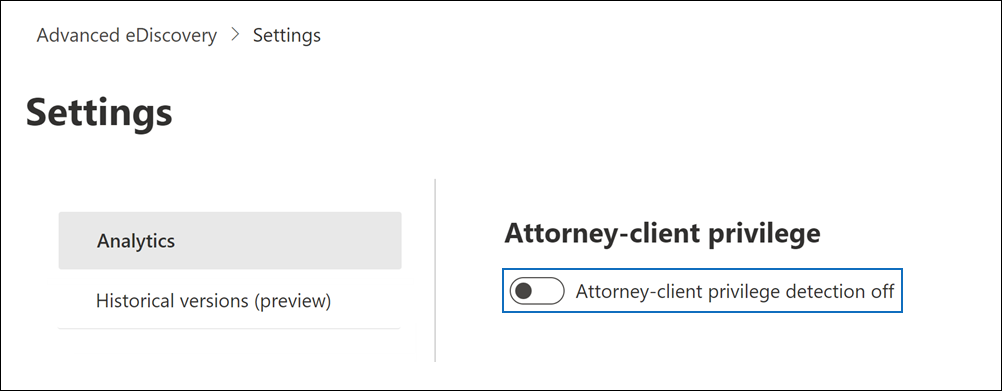 Advanced eDiscovery > Settings
Settings
Analytics
Historical versions (preview)
Attorney-client privilege
Attorney-client privilege detection off